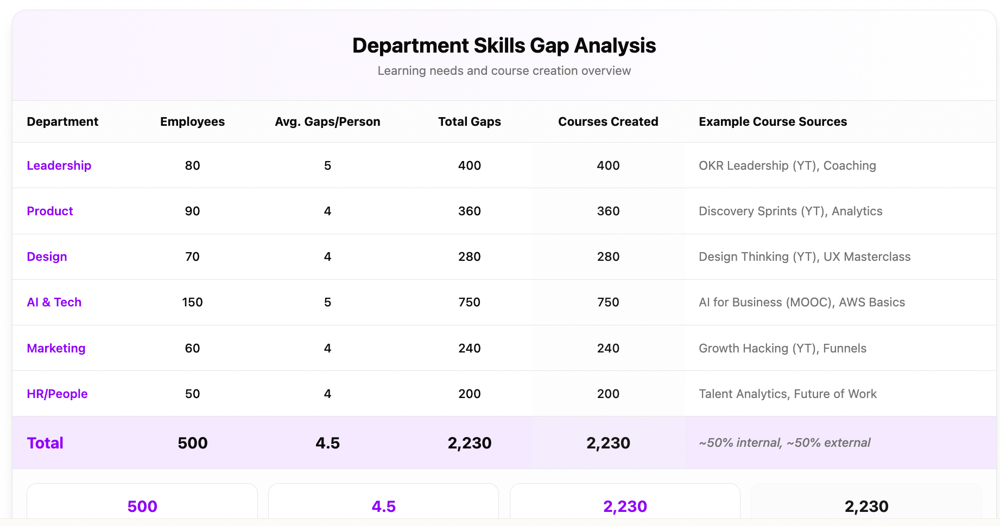 Department Skills Gap Analysis
Learning needs and course creation overview
Department Employees Avg. Gaps/Person Total Gaps Courses Created Example Course Sources
Leadership 80 5 400 400 OKR Leadership (YT), Coaching
Product 90 4 360 360 Discovery Sprints (YT), Analytics
Design 70 4 280 280 Design Thinking (YT), UX Masterclass
AI & Tech 150 5 750 750 AI for Business (MOOC), AWS Basics
Marketing 60 4 240 240 Growth Hacking (YT), Funnels
HR/People 50 4 200 200 Talent Analytics, Future of Work
Total 500 4.5 2,230 2,230 ~50% internal, ~50% external
500 4.5 2,230 2,230